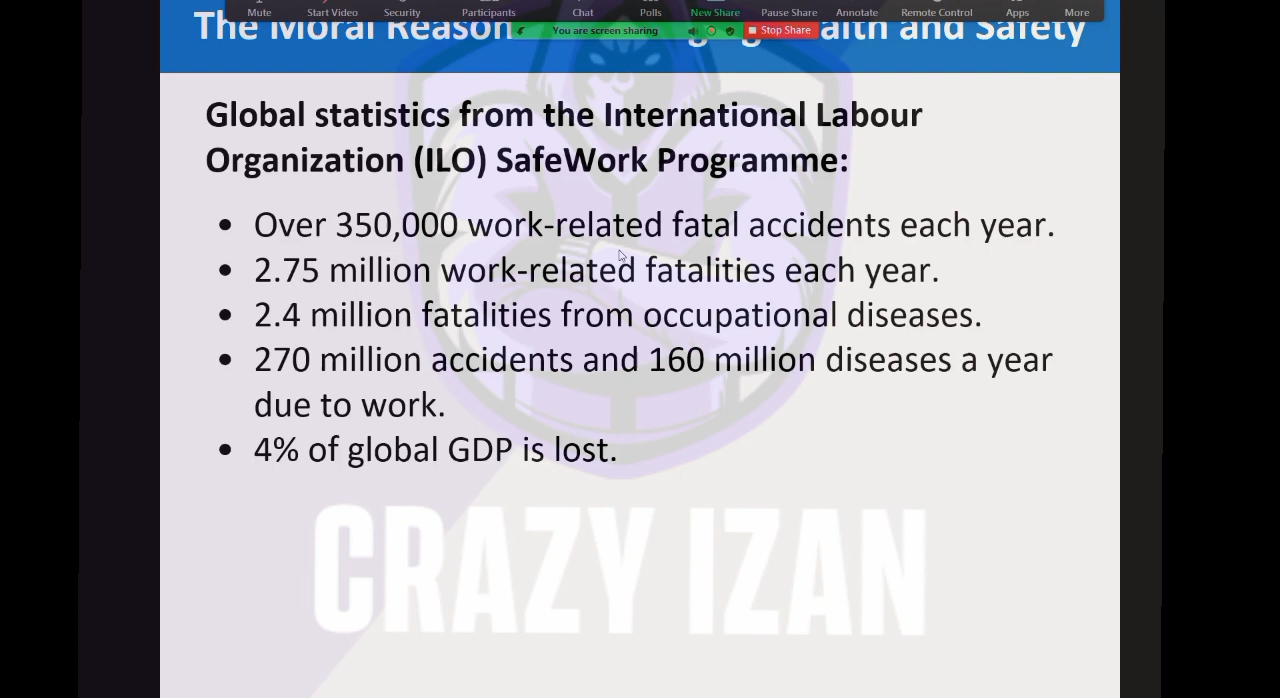 Mute Start Video Security Participants Chat Polls New Share Pause Share Annotate Remote Control Apps More
You are screen sharing Stop Share
The Moral Reason and Safety
Global statistics from the International Labour
Organization (ILO) SafeWork Programme:
• Over 350,000 work-related fatal accidents each year.
• 2.75 million work-related fatalities each year.
• 2.4 million fatalities from occupational diseases.
• 270 million accidents and 160 million diseases a year
due to work.
• 4% of global GDP is lost.
CRAZY IZAN